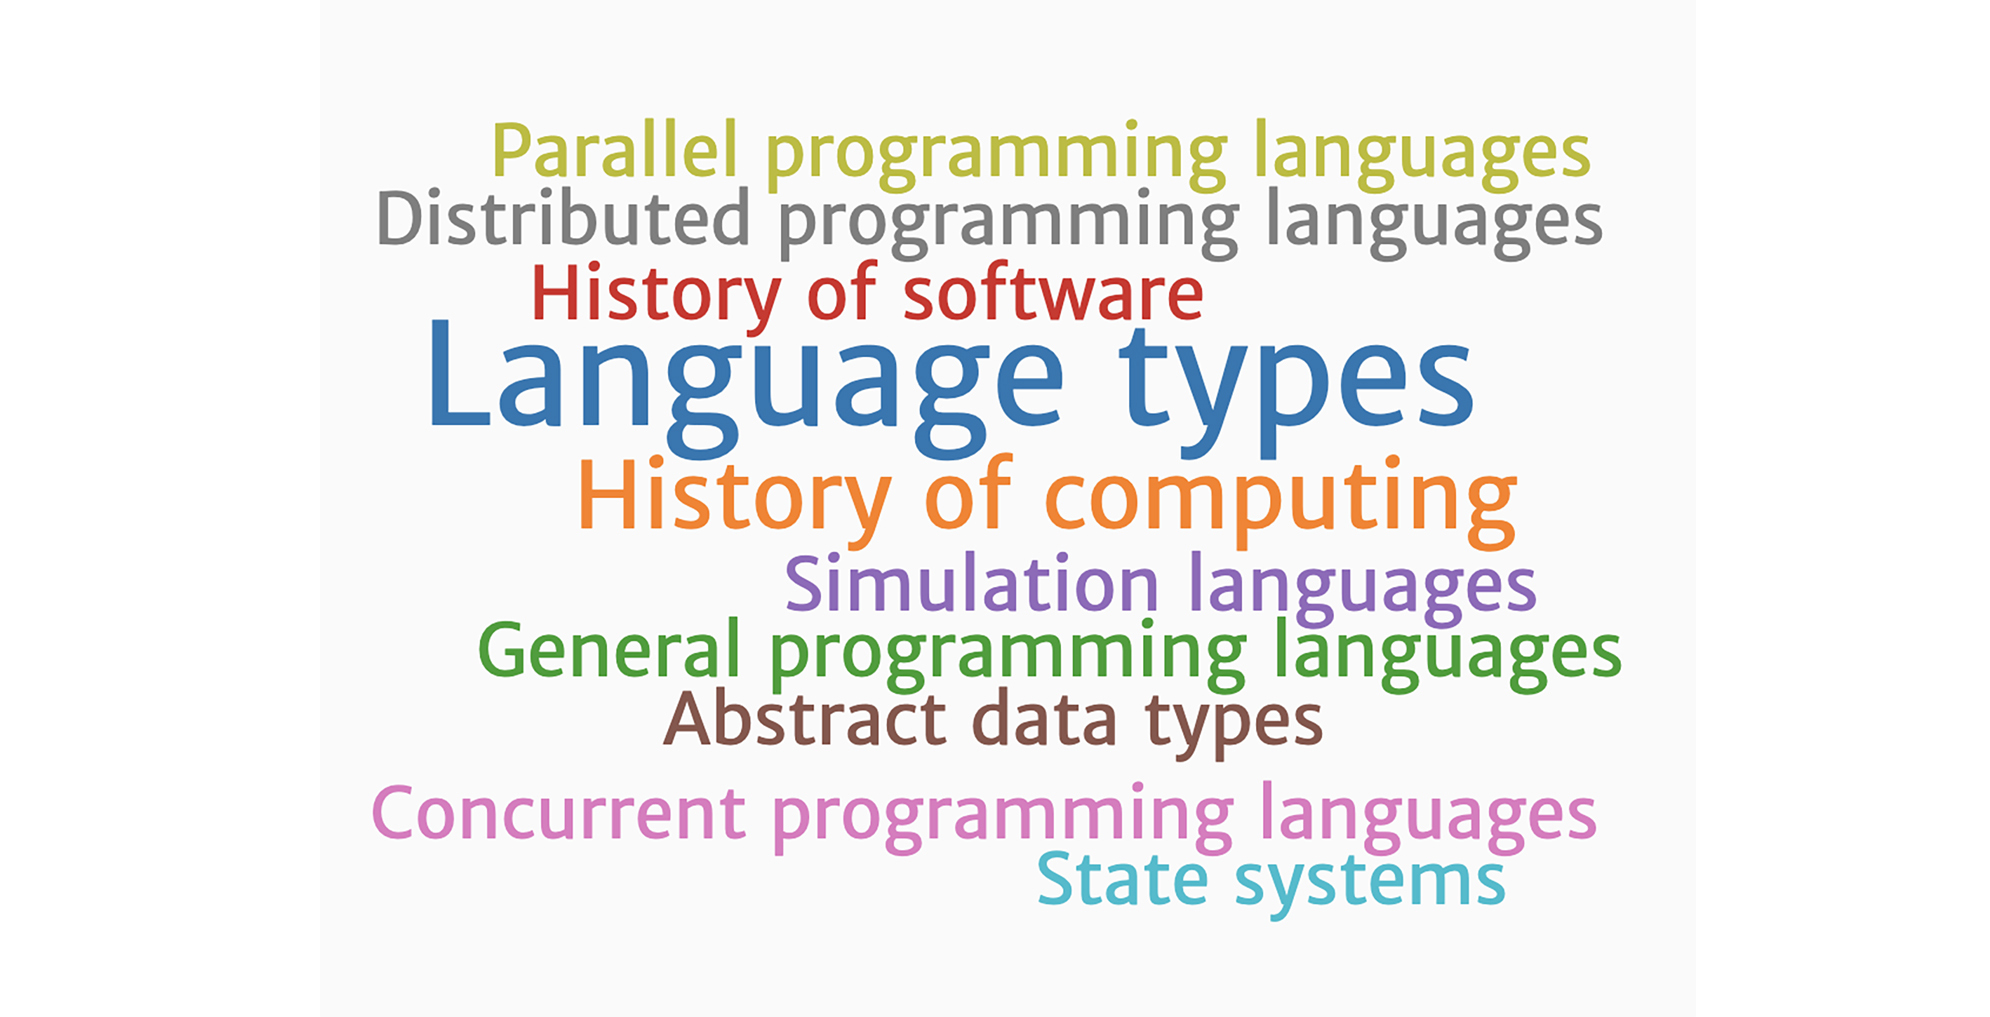 Parallel programming languages
Distributed programming languages
History of software
Language types
History of computing
Simulation languages
General programming languages
Abstract data types
Concurrent programming languages
State systems